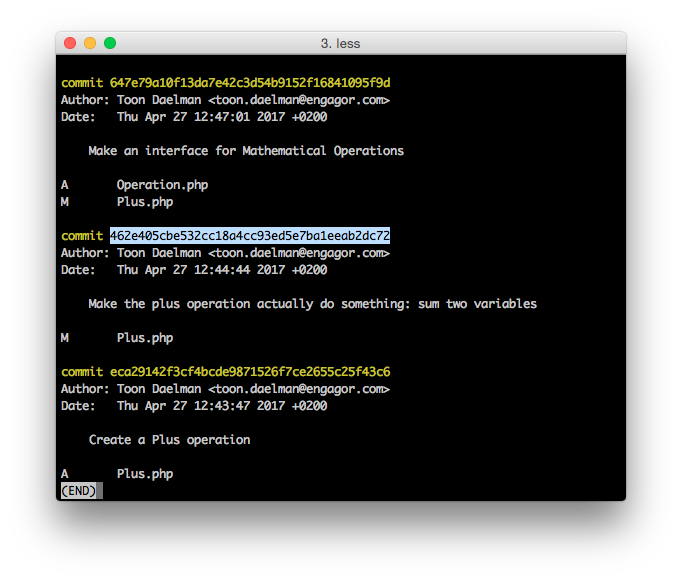 3. less
commit 647e79a10f13da7e42c3d54b9152f16841095f9d
Author: Toon Daelman <toon.daelman@engagor.com>
Date:   Thu Apr 27 12:47:01 2017 +0200
    Make an interface for Mathematical Operations
A       Operation.php
M       Plus.php
commit 462e405cbe532cc18a4cc93ed5e7ba1eeab2dc72
Author: Toon Daelman <toon.daelman@engagor.com>
Date:   Thu Apr 27 12:44:44 2017 +0200
    Make the plus operation actually do something: sum two variables
M       Plus.php
commit eca29142f3cf4bcde9871526f7ce2655c25f43c6
Author: Toon Daelman <toon.daelman@engagor.com>
Date:   Thu Apr 27 12:43:47 2017 +0200
    Create a Plus operation
A       Plus.php
(END)